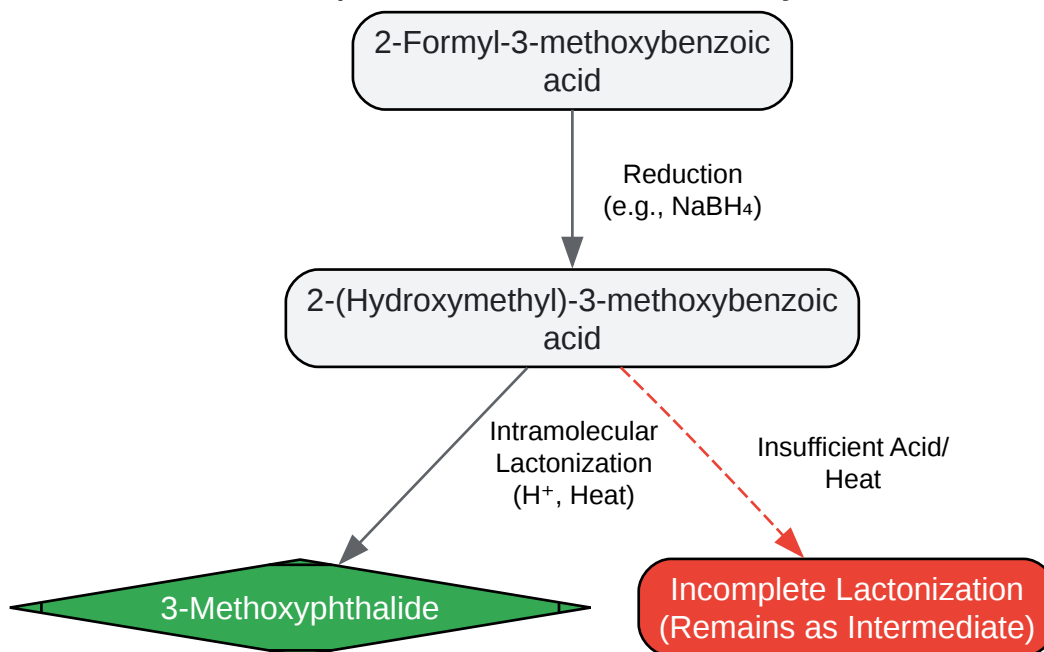 2-Formyl-3-methoxybenzoic
acid
Reduction
(e.g., NaBH₄)
2-(Hydroxymethyl)-3-methoxybenzoic
acid
Intramolecular
Lactonization
(H⁺, Heat)
Insufficient Acid/
Heat
3-Methoxyphthalide
Incomplete Lactonization
(Remains as Intermediate)